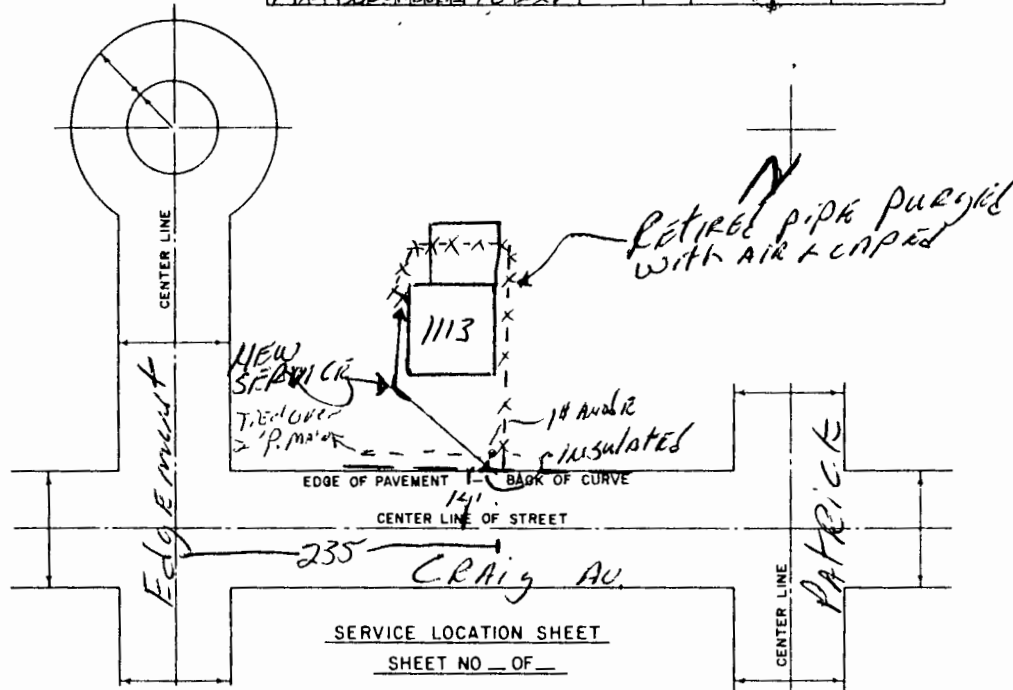 CENTER LINE
RETIRED PIPE PURGED
WITH AIR & CAPED
1113
NEW
SERVICE
TIED OVER
2" P. MAIN
1# ANODE
INSULATED
EDGE OF PAVEMENT
BACK OF CURVE
14'
CENTER LINE OF STREET
Edgemont
235
CRAIG AV.
PATRICK
CENTER LINE
SERVICE LOCATION SHEET
SHEET NO _ OF _